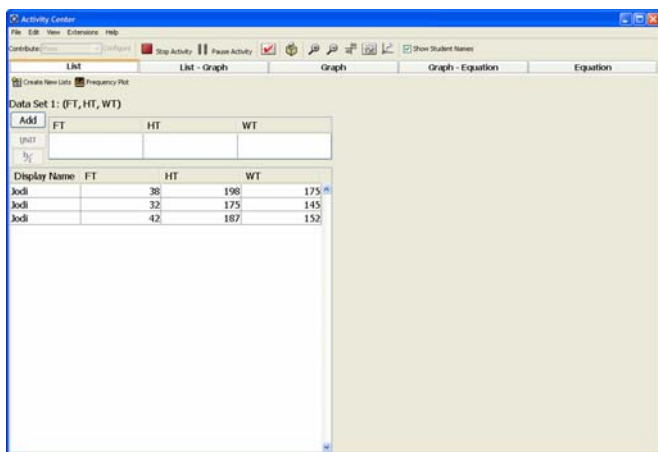 Activity Center
File Edit View Extensions Help
Contribute: Configure Stop Activity Pause Activity Show Student Names
List List - Graph Graph Graph - Equation Equation
Create New Lists Frequency Plot
Data Set 1: (FT, HT, WT)
Add FT HT WT
Display Name FT HT WT
Jodi 38 198 175
Jodi 32 175 145
Jodi 42 187 152